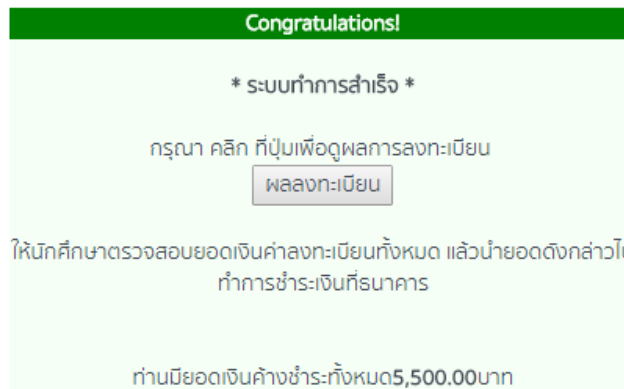 Congratulations!
* ระบบทำการสำเร็จ *
กรุณา คลิก ที่ปุ่มเพื่อดูผลการลงทะเบียน
ผลลงทะเบียน
ให้นักศึกษาตรวจสอบยอดเงินค่าลงทะเบียนทั้งหมด แล้วนำยอดดังกล่าวไป
ทำการชำระเงินที่ธนาคาร
ท่านมียอดเงินค้างชำระทั้งหมด5,500.00บาท